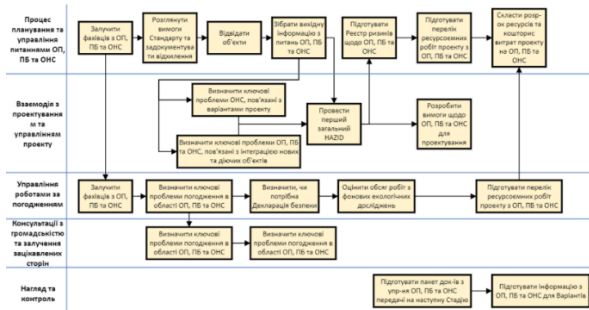 Процес
планування та
управління
питаннями ОП,
ПБ та ОНС
Залучити
фахівців з ОП,
ПБ та ОНС
Розглянути
вимоги
Стандарту та
задокументува
ти відхилення
Відвідати
об'єкти
Зібрати вихідну
інформацію з
питань ОП, ПБ
та ОНС
Підготувати
Реєстр ризиків
щодо ОП, ПБ та
ОНС
Підготувати
перелік
ресурсоємних
робіт проекту з
ОП, ПБ та ОНС
Скласти розр-
ок ресурсів та
кошторис
витрат проекту
на ОП, ПБ та
ОНС
Взаємодія з
проектування
м та
управлінням
проекту
Визначити ключові
проблеми ОНС, пов'язані з
варіантами проекту
Визначити ключові проблеми ОП, ПБ
та ОНС, пов'язані з інтеграцією нових
та діючих об'єктів
Провести
перший
загальний
HAZID
Розробити
вимоги щодо
ОП, ПБ та ОНС
для
проектування
Управління
роботами за
погодженням
Залучити
фахівців з ОП,
ПБ та ОНС
Визначити ключові
проблеми погодження в
області ОП, ПБ та ОНС
Визначити, чи
потрібна
Декларація безпеки
Оцінити обсяг робіт з
фонових екологічних
досліджень
Підготувати перелік
ресурсоємних робіт
проекту з ОП, ПБ та ОНС
Консультації з
громадськістю
та залучення
зацікавлених
сторін
Визначити ключові
проблеми погодження в
області ОП, ПБ та ОНС
Визначити ключові
проблеми погодження в
області ОП, ПБ та ОНС
Нагляд та
контроль
Підготувати пакет док-ів з
упр-ня ОП, ПБ та ОНС
передачі на наступну Стадію
Підготувати інформацію з
ОП, ПБ та ОНС для Варіантів